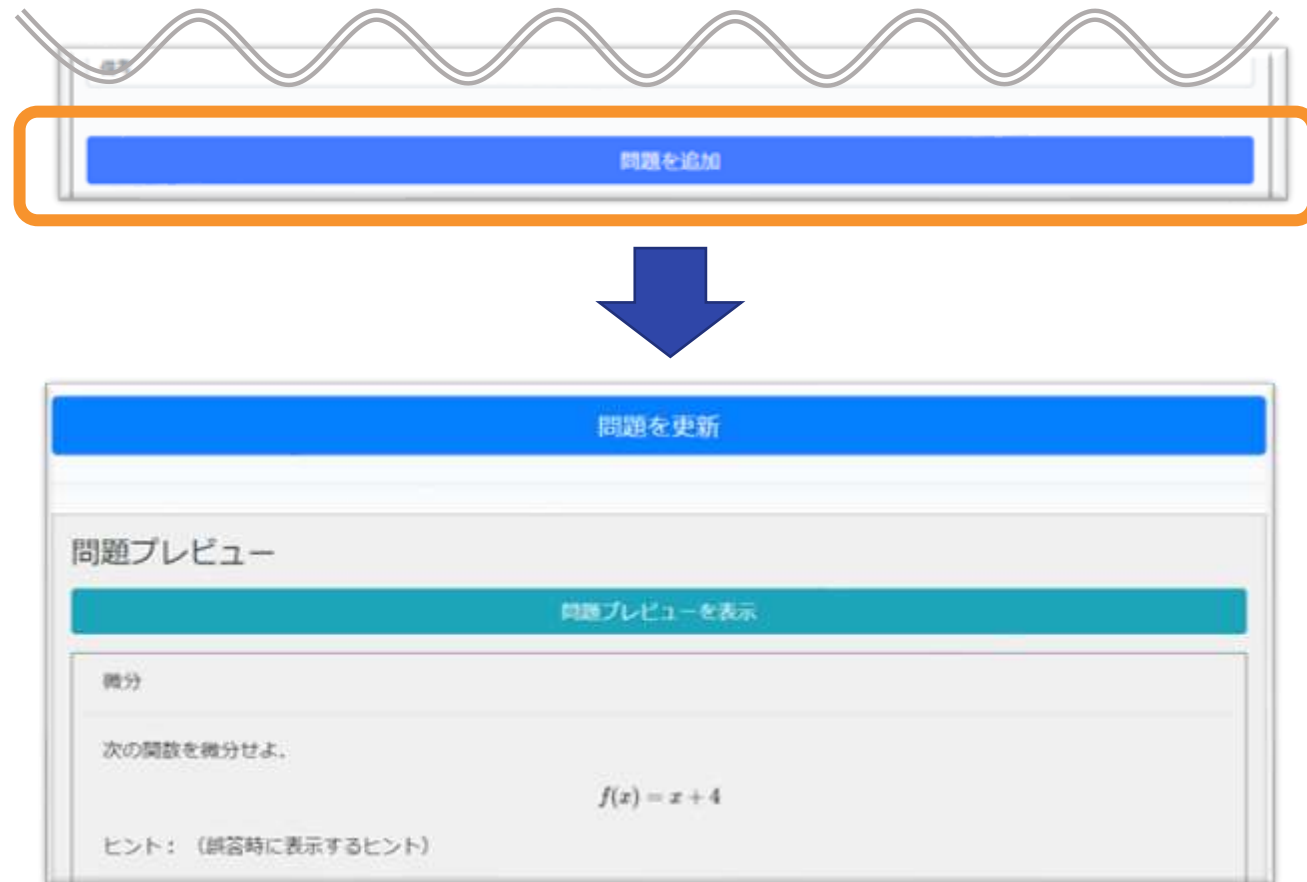 問題を追加
問題を更新
問題プレビュー
問題プレビューを表示
微分
次の関数を微分せよ.
f(x) = x + 4
ヒント： （誤答時に表示するヒント）